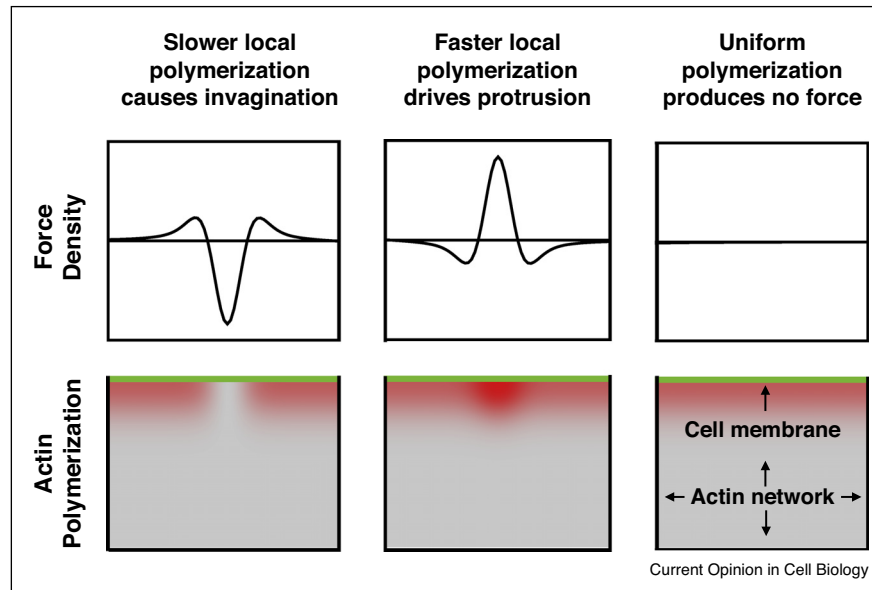 Slower local
polymerization
causes invagination
Faster local
polymerization
drives protrusion
Uniform
polymerization
produces no force
Force
Density
Actin
Polymerization
Cell membrane
Actin network
Current Opinion in Cell Biology